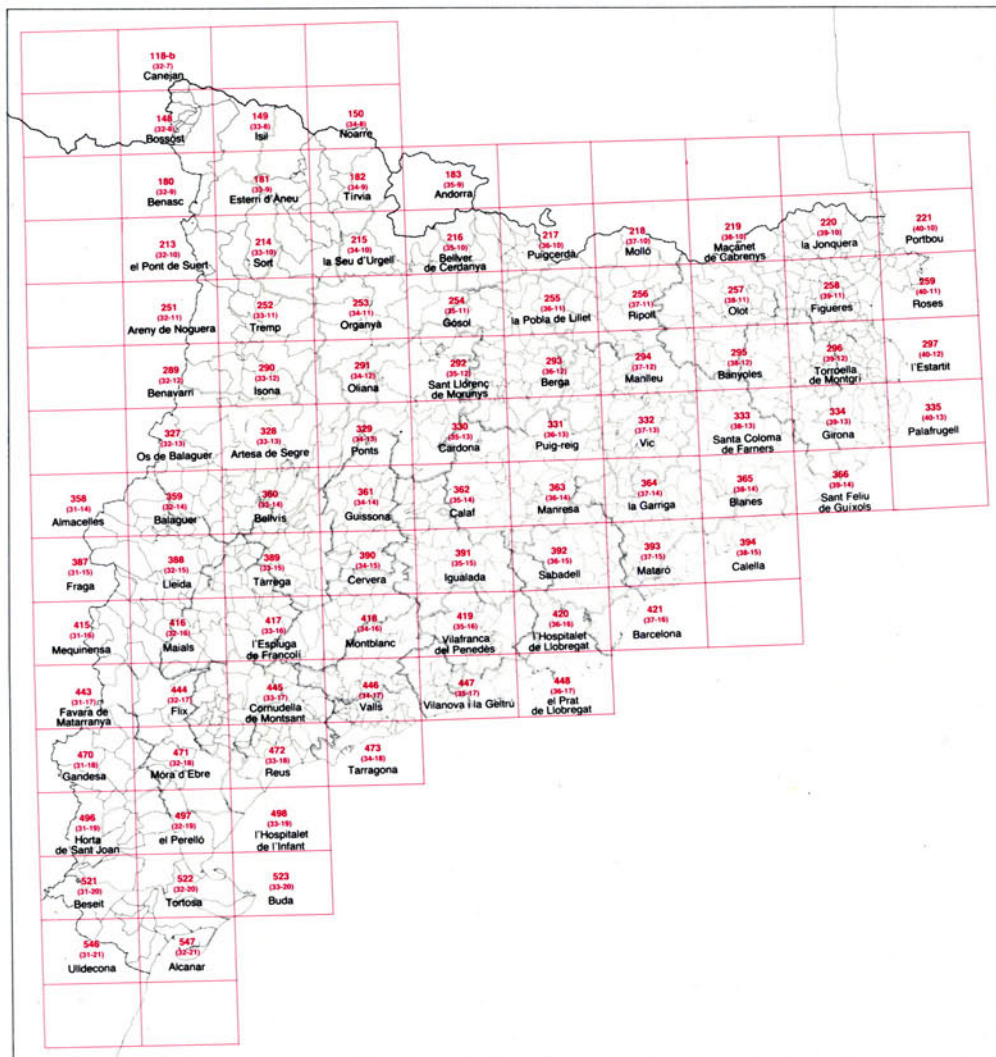 118-b
(32-7)
Canejan
148
(32-8)
Bossòst
149
(33-8)
Isil
150
(34-8)
Noarre
180
(32-9)
Benasc
181
(33-9)
Esterri d'Àneu
182
(34-9)
Tírvia
183
(35-9)
Andorra
213
(32-10)
el Pont de Suert
214
(33-10)
Sort
215
(34-10)
la Seu d'Urgell
216
(35-10)
Bellver
de Cerdanya
217
(36-10)
Puigcerdà
218
(37-10)
Molló
219
(36-10)
Maçanet
de Cabrenys
220
(39-10)
la Jonquera
221
(40-10)
Portbou
251
(32-11)
Areny de Noguera
252
(33-11)
Tremp
253
(34-11)
Organyà
254
(35-11)
Gósol
255
(36-11)
la Pobla de Lillet
256
(37-11)
Ripoll
257
(38-11)
Olot
258
(39-11)
Figueres
259
(40-11)
Roses
289
(32-12)
Benavarri
290
(33-12)
Isona
291
(34-12)
Oliana
292
(35-12)
Sant Llorenç
de Morunys
293
(36-12)
Berga
294
(37-12)
Manlleu
295
(38-12)
Banyoles
296
(39-12)
Torroella
de Montgrí
297
(40-12)
l'Estartit
327
(32-13)
Os de Balaguer
328
(33-13)
Artesa de Segre
329
(34-13)
Ponts
330
(35-13)
Cardona
331
(36-13)
Puig-reig
332
(37-13)
Vic
333
(38-13)
Santa Coloma
de Farners
334
(39-13)
Girona
335
(40-13)
Palafrugell
358
(31-14)
Almacelles
359
(32-14)
Balaguer
360
(33-14)
Bellvís
361
(34-14)
Guissona
362
(35-14)
Calaf
363
(36-14)
Manresa
364
(37-14)
la Garriga
365
(38-14)
Blanes
366
(39-14)
Sant Feliu
de Guíxols
387
(31-15)
Fraga
388
(32-15)
Lleida
389
(33-15)
Tàrrega
390
(34-15)
Cervera
391
(35-15)
Igualada
392
(36-15)
Sabadell
393
(37-15)
Mataró
394
(38-15)
Calella
415
(31-16)
Mequinensa
416
(32-16)
Maials
417
(33-16)
l'Espluga
de Francolí
418
(34-16)
Montblanc
419
(35-16)
Vilafranca
del Penedès
420
(36-16)
l'Hospitalet
de Llobregat
421
(37-16)
Barcelona
443
(31-17)
Favara de
Matarranya
444
(32-17)
Flix
445
(33-17)
Cornudella
de Montsant
446
(34-17)
Valls
447
(35-17)
Vilanova i la Geltrú
448
(36-17)
el Prat
de Llobregat
470
(31-18)
Gandesa
471
(32-18)
Móra d'Ebre
472
(33-18)
Reus
473
(34-18)
Tarragona
496
(31-19)
Horta
de Sant Joan
497
(32-19)
el Perelló
498
(33-19)
l'Hospitalet
de l'Infant
521
(31-20)
Beseit
522
(32-20)
Tortosa
523
(33-20)
Buda
546
(31-21)
Ulldecona
547
(32-21)
Alcanar